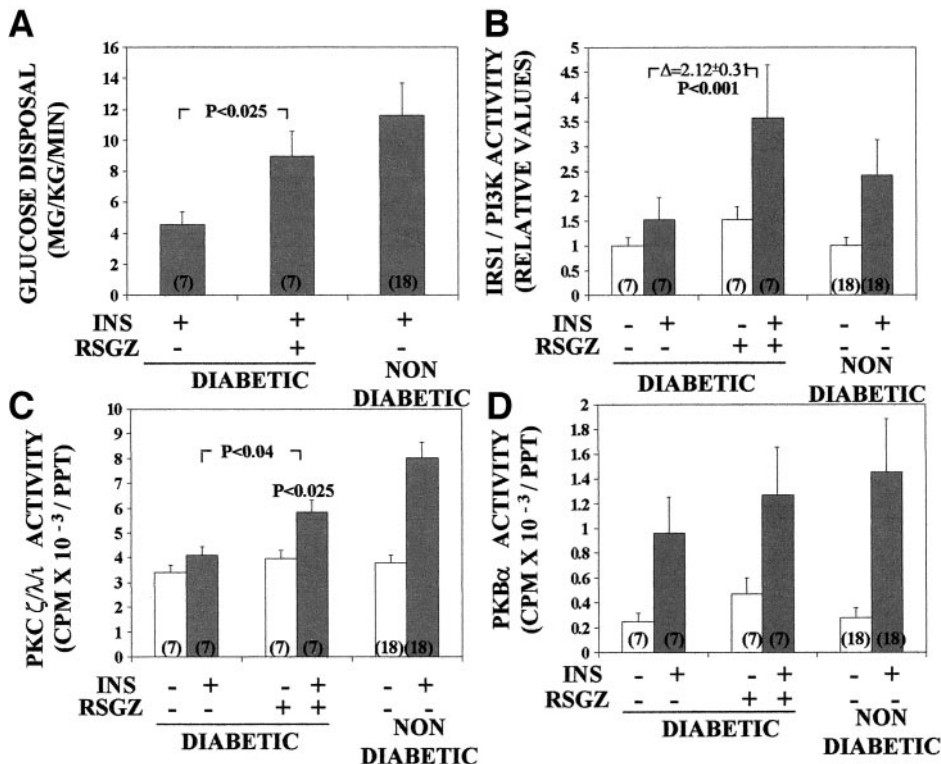 A
GLUCOSE DISPOSAL
(MG/KG/MIN)
16
14
12
10
8
6
4
2
0
P<0.025
(7) (7) (18)
INS + + +
RSGZ - + -
DIABETIC
NON
DIABETIC
B
IRS1 / PI3K ACTIVITY
(RELATIVE VALUES)
5
4.5
4
3.5
3
2.5
2
1.5
1
0.5
0
Δ=2.12±0.31
P<0.001
(7) (7) (7) (7) (18) (18)
INS - + - + - +
RSGZ - - + + - -
DIABETIC
NON
DIABETIC
C
PKC ζ/λ/ι ACTIVITY
(CPM X 10 -3 / PPT)
10
9
8
7
6
5
4
3
2
1
0
P<0.04
P<0.025
(7) (7) (7) (7) (18) (18)
INS - + - + - +
RSGZ - - + + - -
DIABETIC
NON
DIABETIC
D
PKBα ACTIVITY
(CPM X 10 -3 / PPT)
2
1.8
1.6
1.4
1.2
1
0.8
0.6
0.4
0.2
0
(7) (7) (7) (7) (18) (18)
INS - + - + - +
RSGZ - - + + - -
DIABETIC
NON
DIABETIC